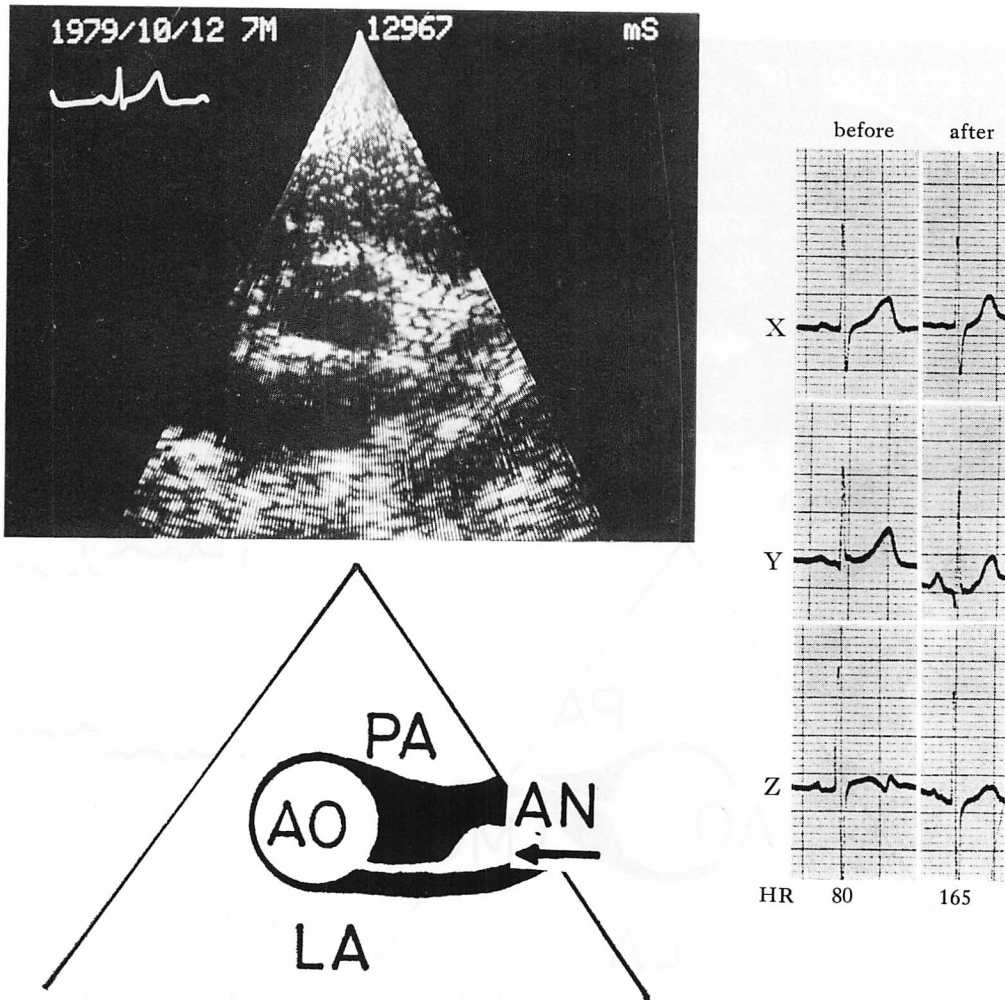 1979/10/12 7M 12967 mS
before after
X
Y
Z
HR 80 165
PA
AN
AO
LA